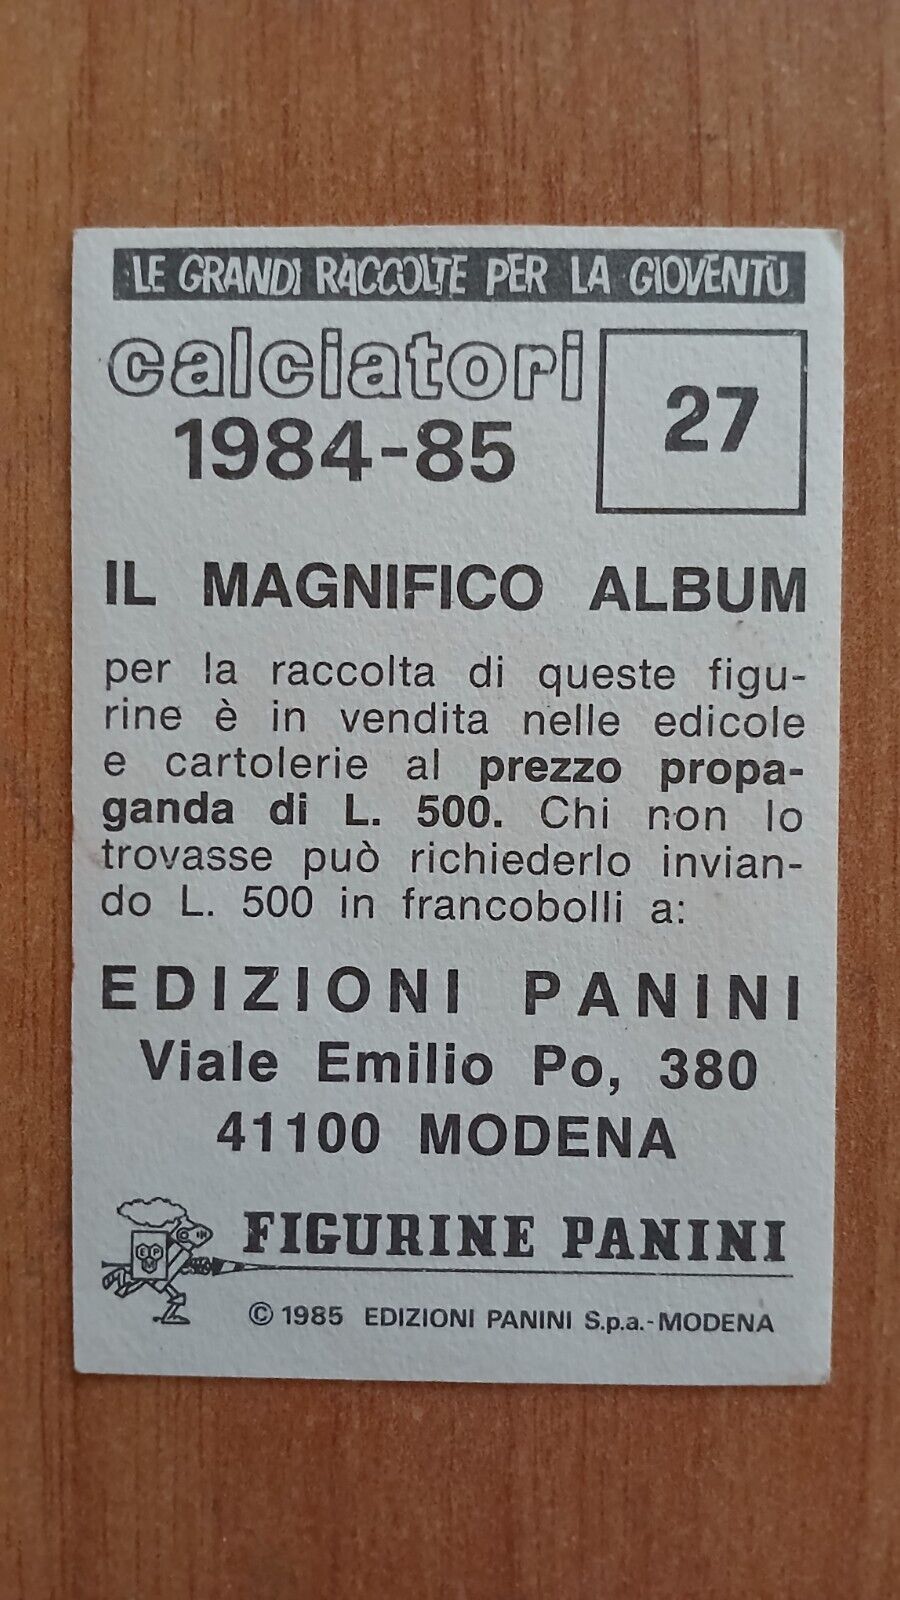 LE GRANDI RACCOLTE PER LA GIOVENTÙ
calciatori
1984-85
27
IL MAGNIFICO ALBUM
per la raccolta di queste figu-
rine è in vendita nelle edicole
e cartolerie al prezzo propa-
ganda di L. 500. Chi non lo
trovasse può richiederlo invian-
do L. 500 in francobolli a:
EDIZIONI PANINI
Viale Emilio Po, 380
41100 MODENA
EP
FIGURINE PANINI
© 1985 EDIZIONI PANINI S.p.a.-MODENA